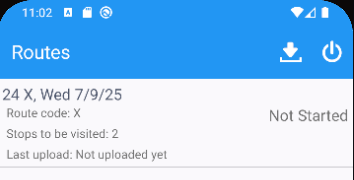 11:02 A
Routes
24 X, Wed 7/9/25
Route code: X
Not Started
Stops to be visited: 2
Last upload: Not uploaded yet